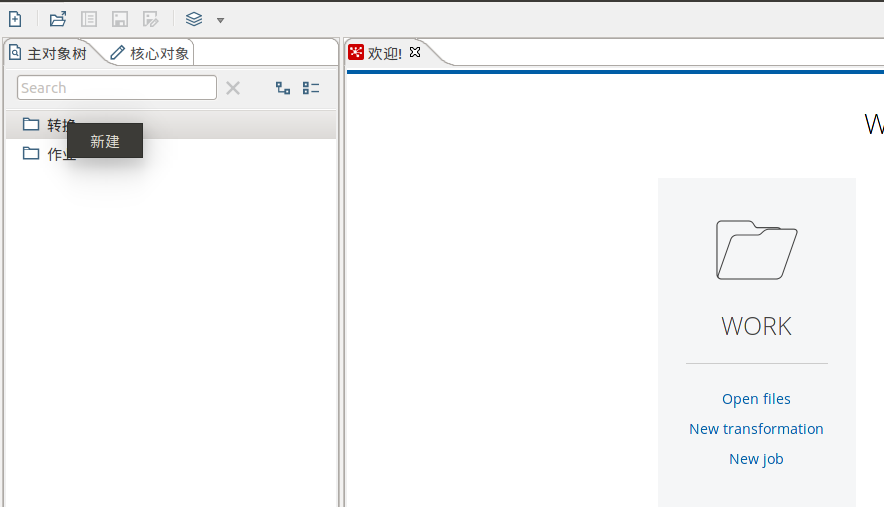 主对象树
核心对象
欢迎!
Search
转换
新建
作业
W
WORK
Open files
New transformation
New job